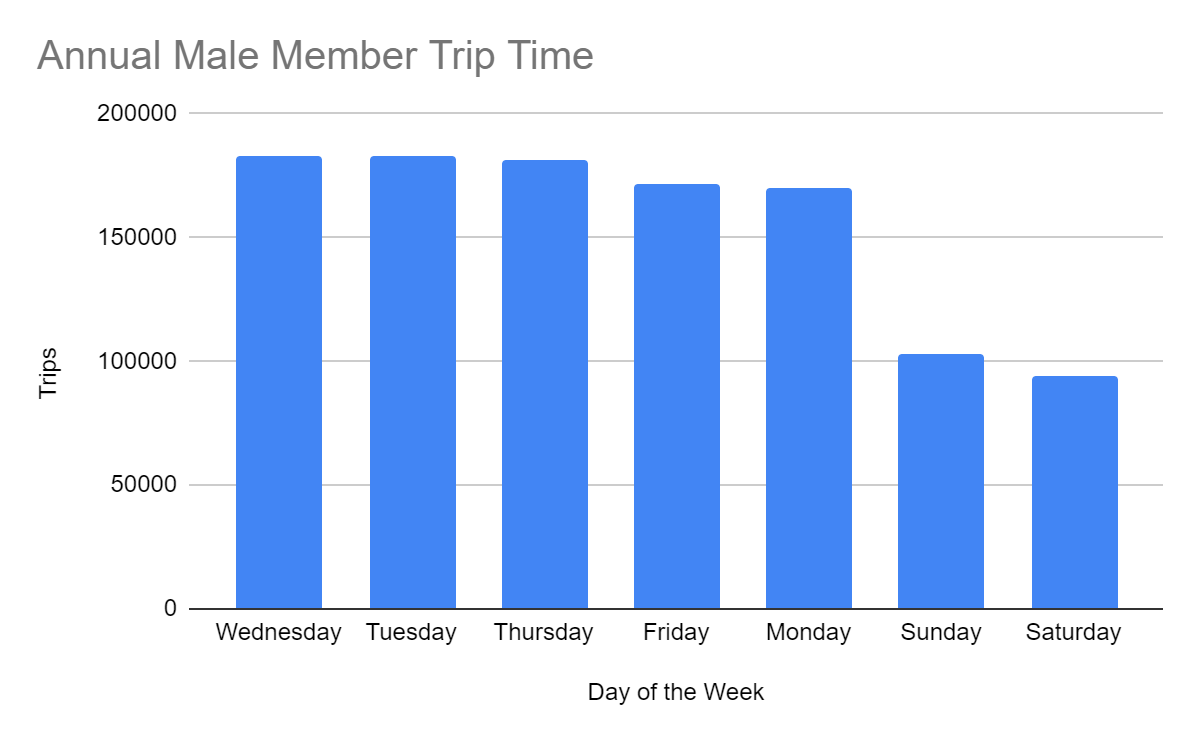 Annual Male Member Trip Time
200000
150000
100000
50000
0
Trips
Wednesday Tuesday Thursday Friday Monday Sunday Saturday
Day of the Week